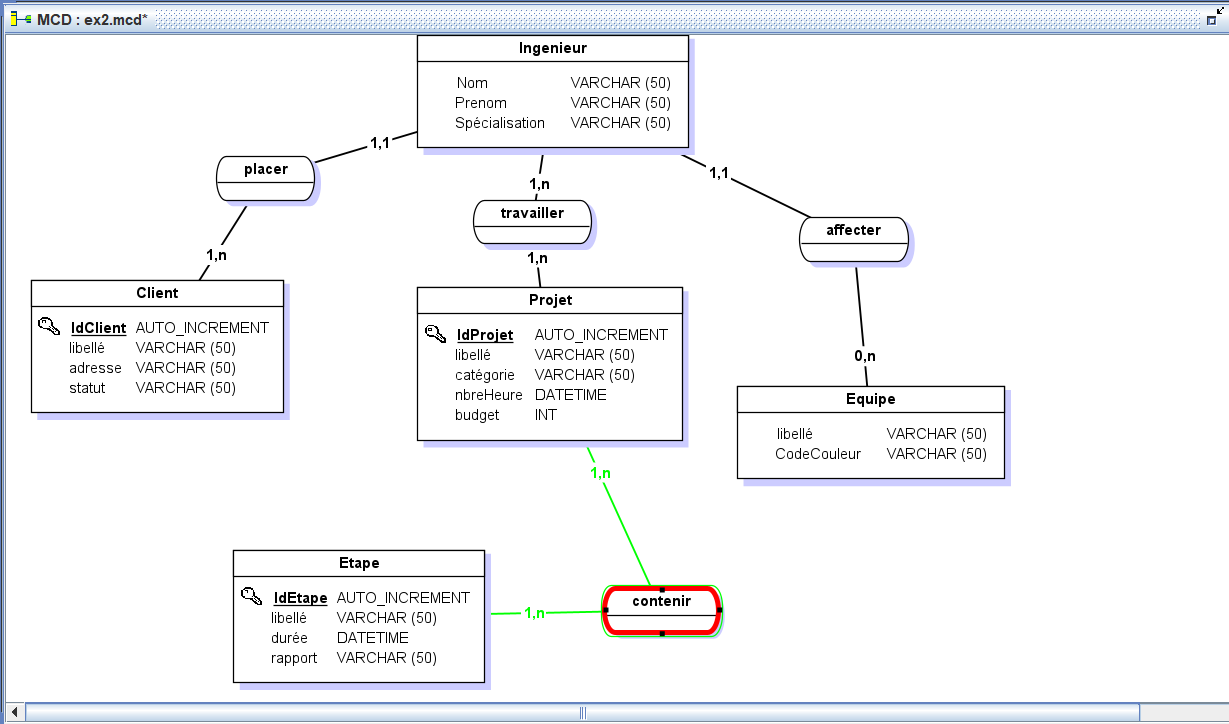 MCD : ex2.mcd*
Ingenieur
Nom VARCHAR (50)
Prenom VARCHAR (50)
Spécialisation VARCHAR (50)
1,1
placer
1,n
1,n
travailler
1,n
1,1
affecter
0,n
Client
IdClient AUTO_INCREMENT
libellé VARCHAR (50)
adresse VARCHAR (50)
statut VARCHAR (50)
Projet
IdProjet AUTO_INCREMENT
libellé VARCHAR (50)
catégorie VARCHAR (50)
nbreHeure DATETIME
budget INT
Equipe
libellé VARCHAR (50)
CodeCouleur VARCHAR (50)
1,n
Etape
IdEtape AUTO_INCREMENT
libellé VARCHAR (50)
durée DATETIME
rapport VARCHAR (50)
1,n
contenir